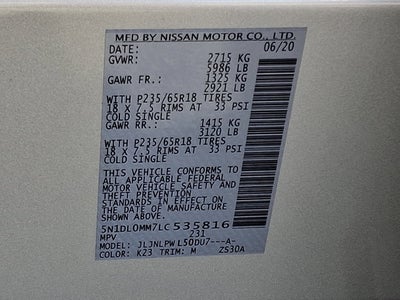 MFD BY NISSAN MOTOR CO., LTD.
DATE: 06/20
GVWR: 2715 KG
5986 LB
GAWR FR.: 1325 KG
2921 LB
WITH P235/65R18 TIRES
18 X 7.5 RIMS AT 33 PSI
COLD SINGLE
GAWR RR.: 1415 KG
3120 LB
WITH P235/65R18 TIRES
18 X 7.5 RIMS AT 33 PSI
COLD SINGLE
THIS VEHICLE CONFORMS TO
ALL APPLICABLE FEDERAL
MOTOR VEHICLE SAFETY AND
THEFT PREVENTION
STANDARDS IN EFFECT ON
THE DATE OF MANUFACTURE
SHOWN ABOVE.
5N1DL0MM7LC535816
MPV 231
MODEL: JLJNLPWL50DU7---A-
COLOR: K23 TRIM: M ZS30A